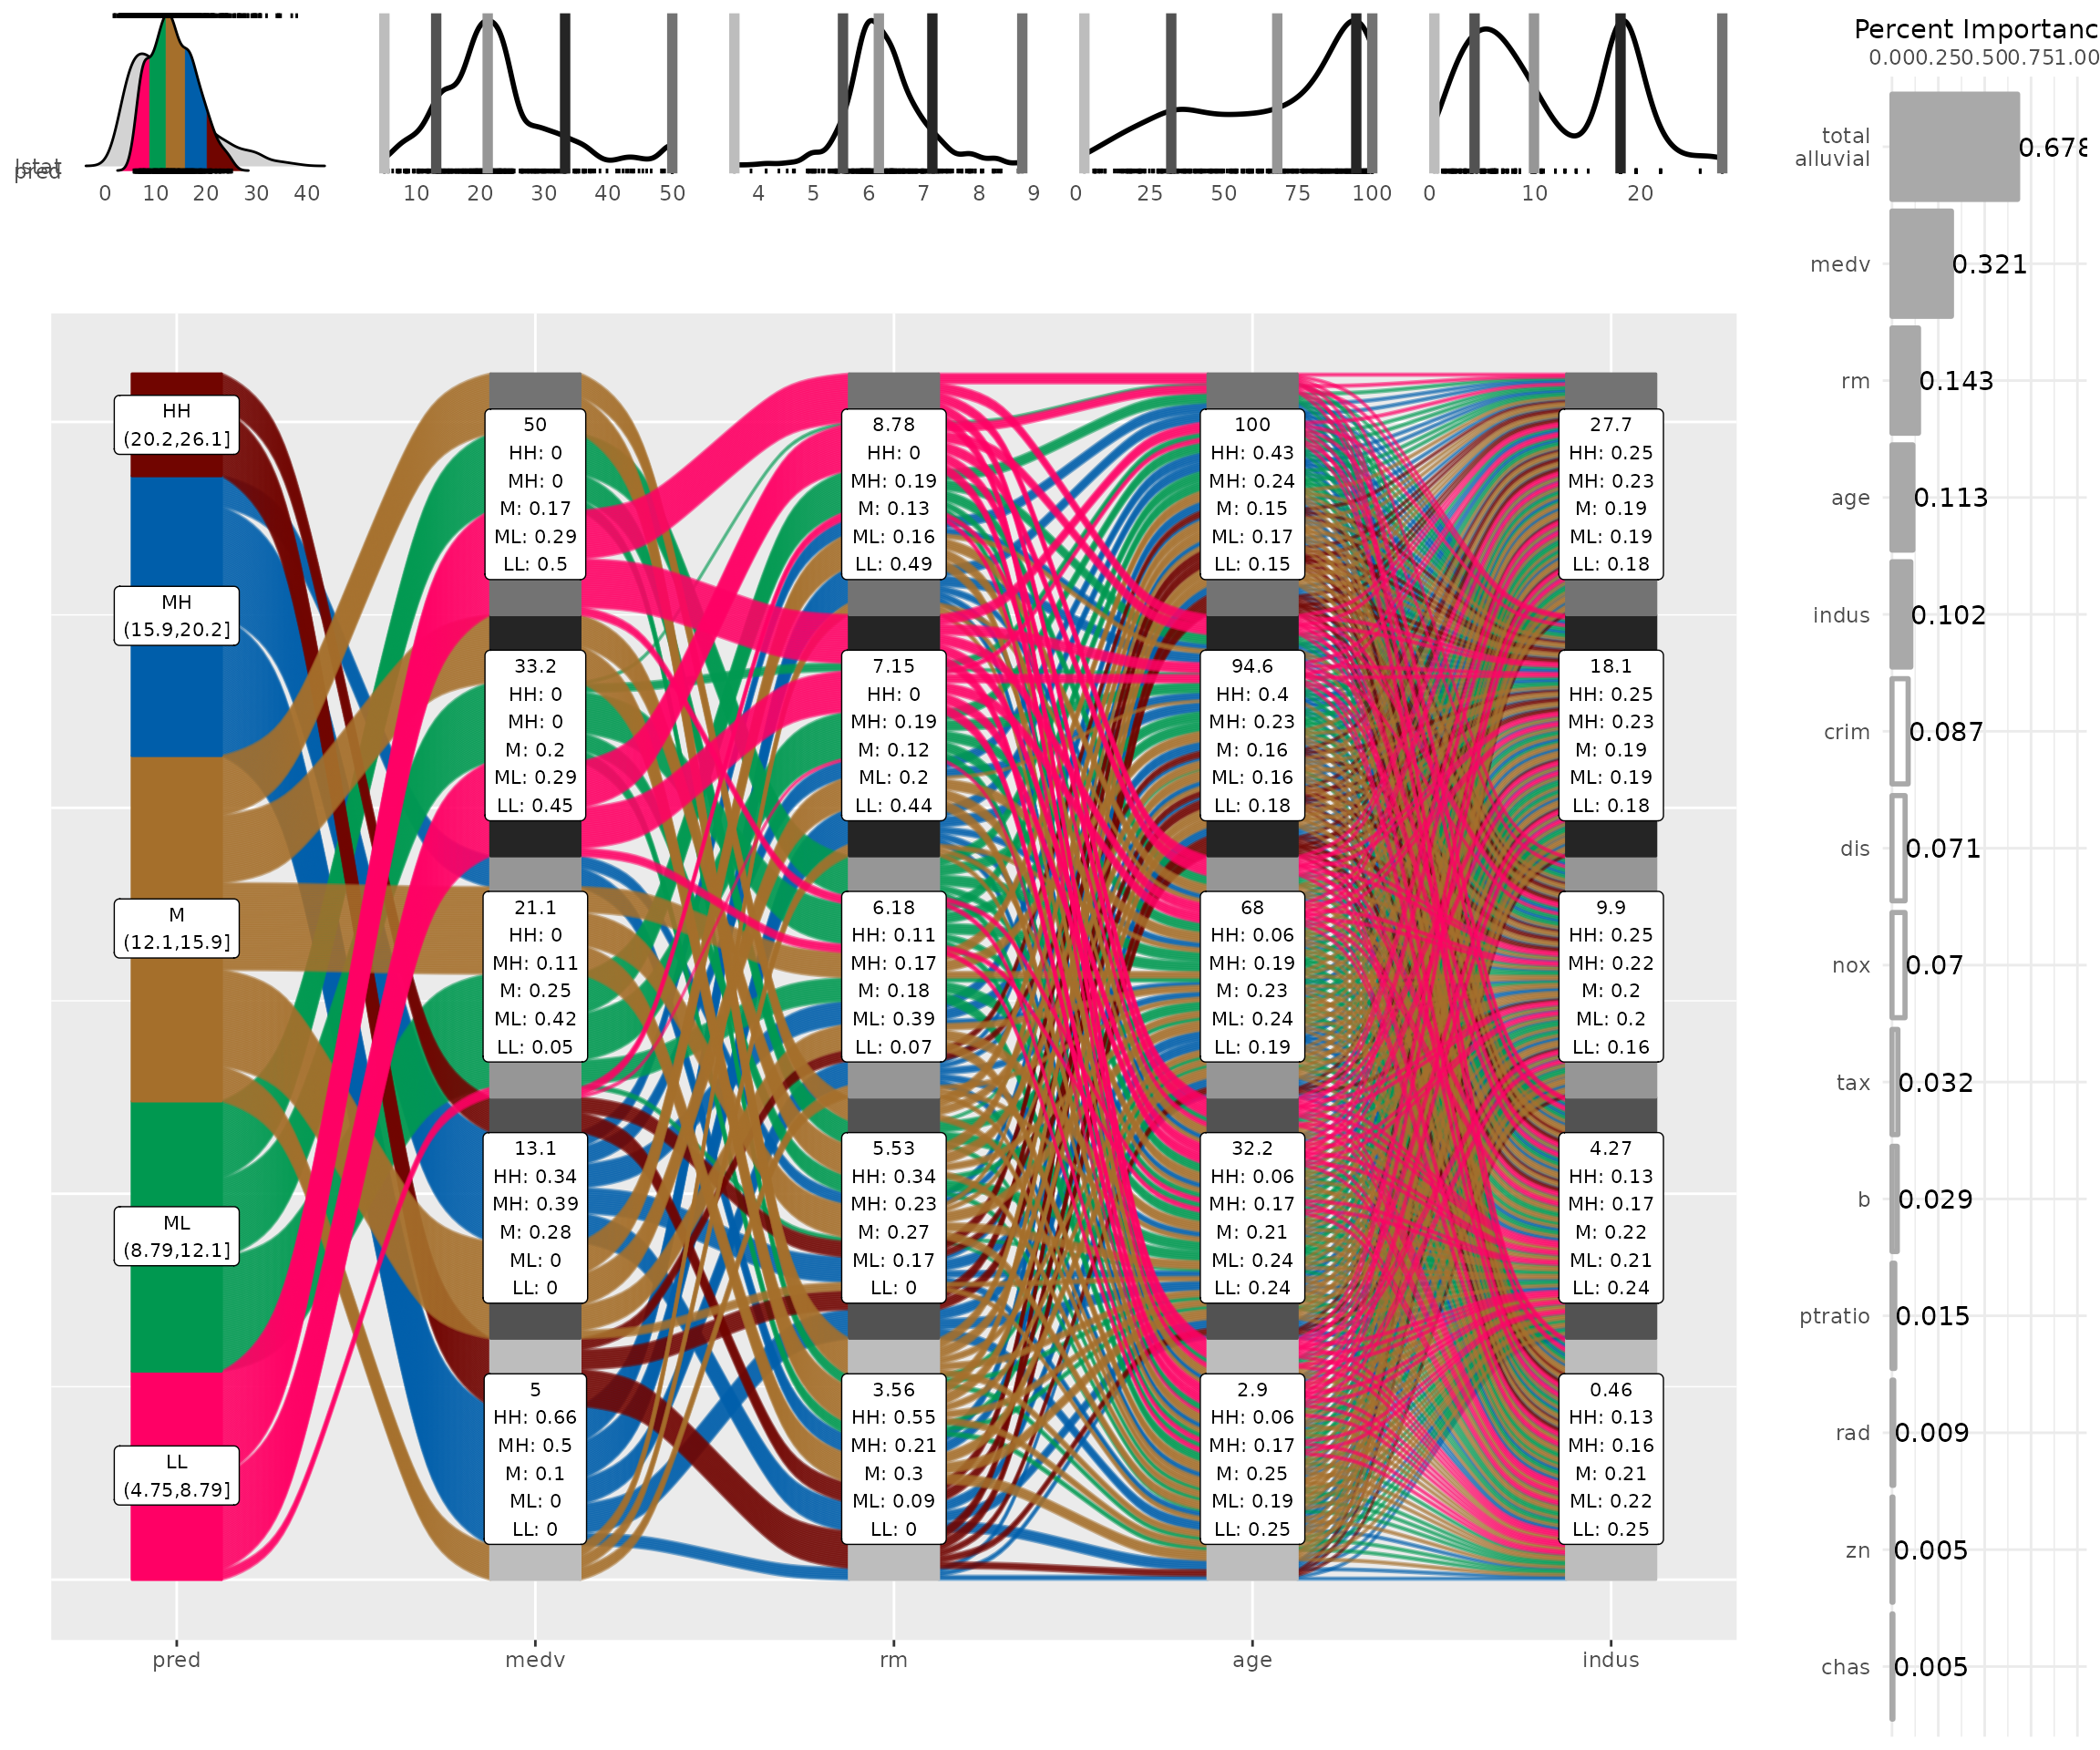 Percent Importanc
0.000.250.500.751.00
lstat
pred
0 10 20 30 40
10 20 30 40 50
4 5 6 7 8 9
0 25 50 75 100
0 10 20
HH
(20.2,26.1]
MH
(15.9,20.2]
M
(12.1,15.9]
ML
(8.79,12.1]
LL
(4.75,8.79]
50
HH: 0
MH: 0
M: 0.17
ML: 0.29
LL: 0.5
33.2
HH: 0
MH: 0
M: 0.2
ML: 0.29
LL: 0.45
21.1
HH: 0
MH: 0.11
M: 0.25
ML: 0.42
LL: 0.05
13.1
HH: 0.34
MH: 0.39
M: 0.28
ML: 0
LL: 0
5
HH: 0.66
MH: 0.5
M: 0.1
ML: 0
LL: 0
8.78
HH: 0
MH: 0.19
M: 0.13
ML: 0.16
LL: 0.49
7.15
HH: 0
MH: 0.19
M: 0.12
ML: 0.2
LL: 0.44
6.18
HH: 0.11
MH: 0.17
M: 0.18
ML: 0.39
LL: 0.07
5.53
HH: 0.34
MH: 0.23
M: 0.27
ML: 0.17
LL: 0
3.56
HH: 0.55
MH: 0.21
M: 0.3
ML: 0.09
LL: 0
100
HH: 0.43
MH: 0.24
M: 0.15
ML: 0.17
LL: 0.15
94.6
HH: 0.4
MH: 0.23
M: 0.16
ML: 0.16
LL: 0.18
68
HH: 0.06
MH: 0.19
M: 0.23
ML: 0.24
LL: 0.19
32.2
HH: 0.06
MH: 0.17
M: 0.21
ML: 0.24
LL: 0.24
2.9
HH: 0.06
MH: 0.17
M: 0.25
ML: 0.19
LL: 0.25
27.7
HH: 0.25
MH: 0.23
M: 0.19
ML: 0.19
LL: 0.18
18.1
HH: 0.25
MH: 0.23
M: 0.19
ML: 0.19
LL: 0.18
9.9
HH: 0.25
MH: 0.22
M: 0.2
ML: 0.2
LL: 0.16
4.27
HH: 0.13
MH: 0.17
M: 0.22
ML: 0.21
LL: 0.24
0.46
HH: 0.13
MH: 0.16
M: 0.21
ML: 0.22
LL: 0.25
pred medv rm age indus
total
alluvial 0.678
medv 0.321
rm 0.143
age 0.113
indus 0.102
crim 0.087
dis 0.071
nox 0.07
tax 0.032
b 0.029
ptratio 0.015
rad 0.009
zn 0.005
chas 0.005